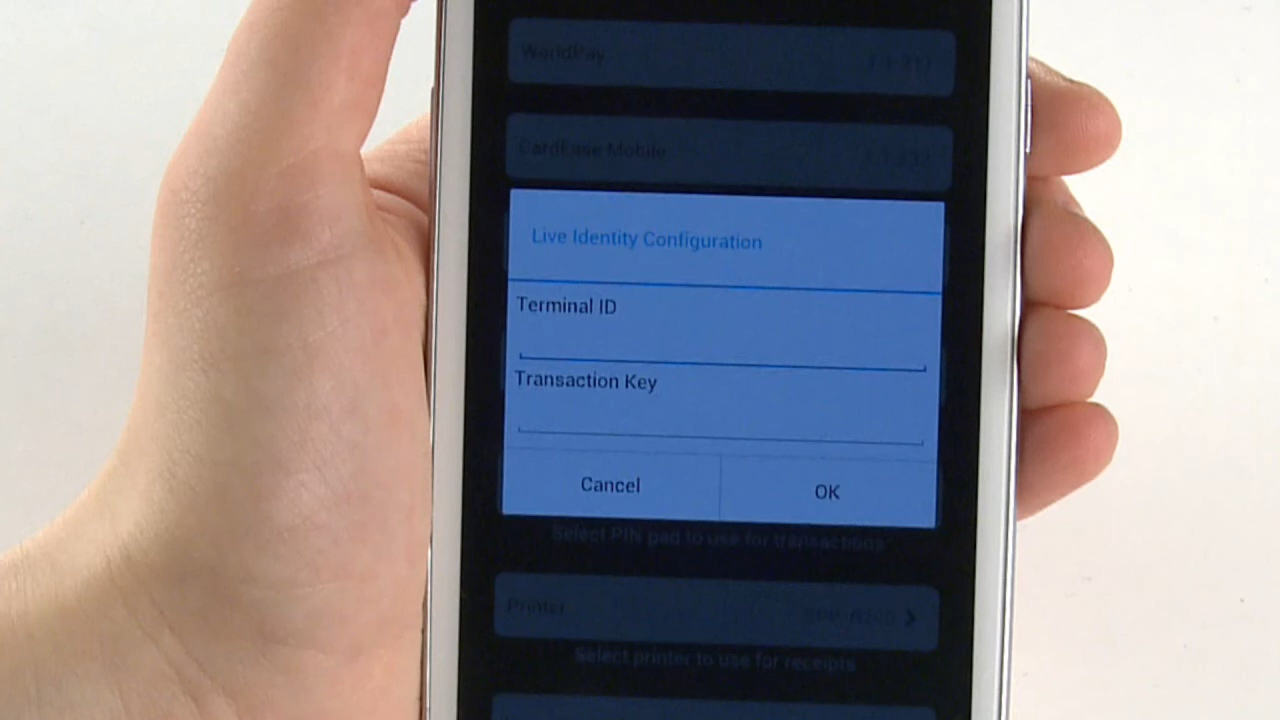 WorldPay
CardEase Mobile
Live Identity Configuration
Terminal ID
Transaction Key
Cancel OK
Select PIN pad to use for transactions
Printer
Select printer to use for receipts